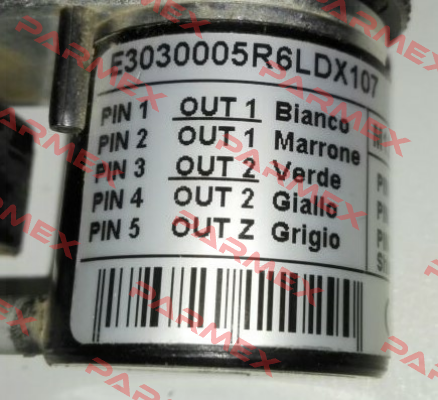 E3030005R6LDX107
PIN 1 OUT 1 Bianco
PIN 2 OUT 1 Marrone
PIN 3 OUT 2 Verde
PIN 4 OUT 2 Giallo
PIN 5 OUT Z Grigio
PARMEX